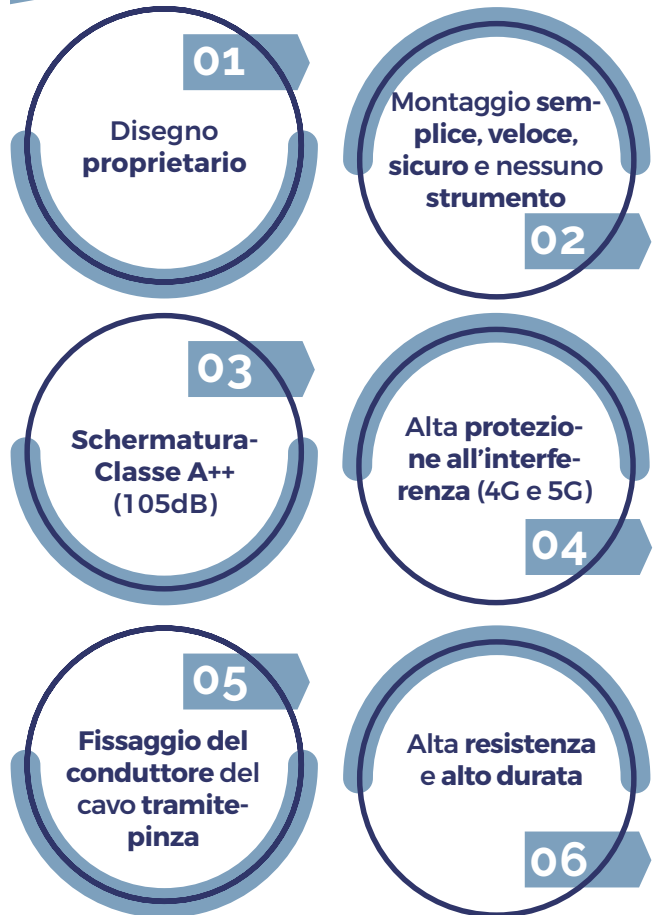 01
Disegno
proprietario
Montaggio sem-
plice, veloce,
sicuro e nessuno
strumento
02
03
Schermatura-
Classe A++
(105dB)
Alta protezio-
ne all'interfe-
renza (4G e 5G)
04
05
Fissaggio del
conduttore del
cavo tramite-
pinza
Alta resistenza
e alto durata
06